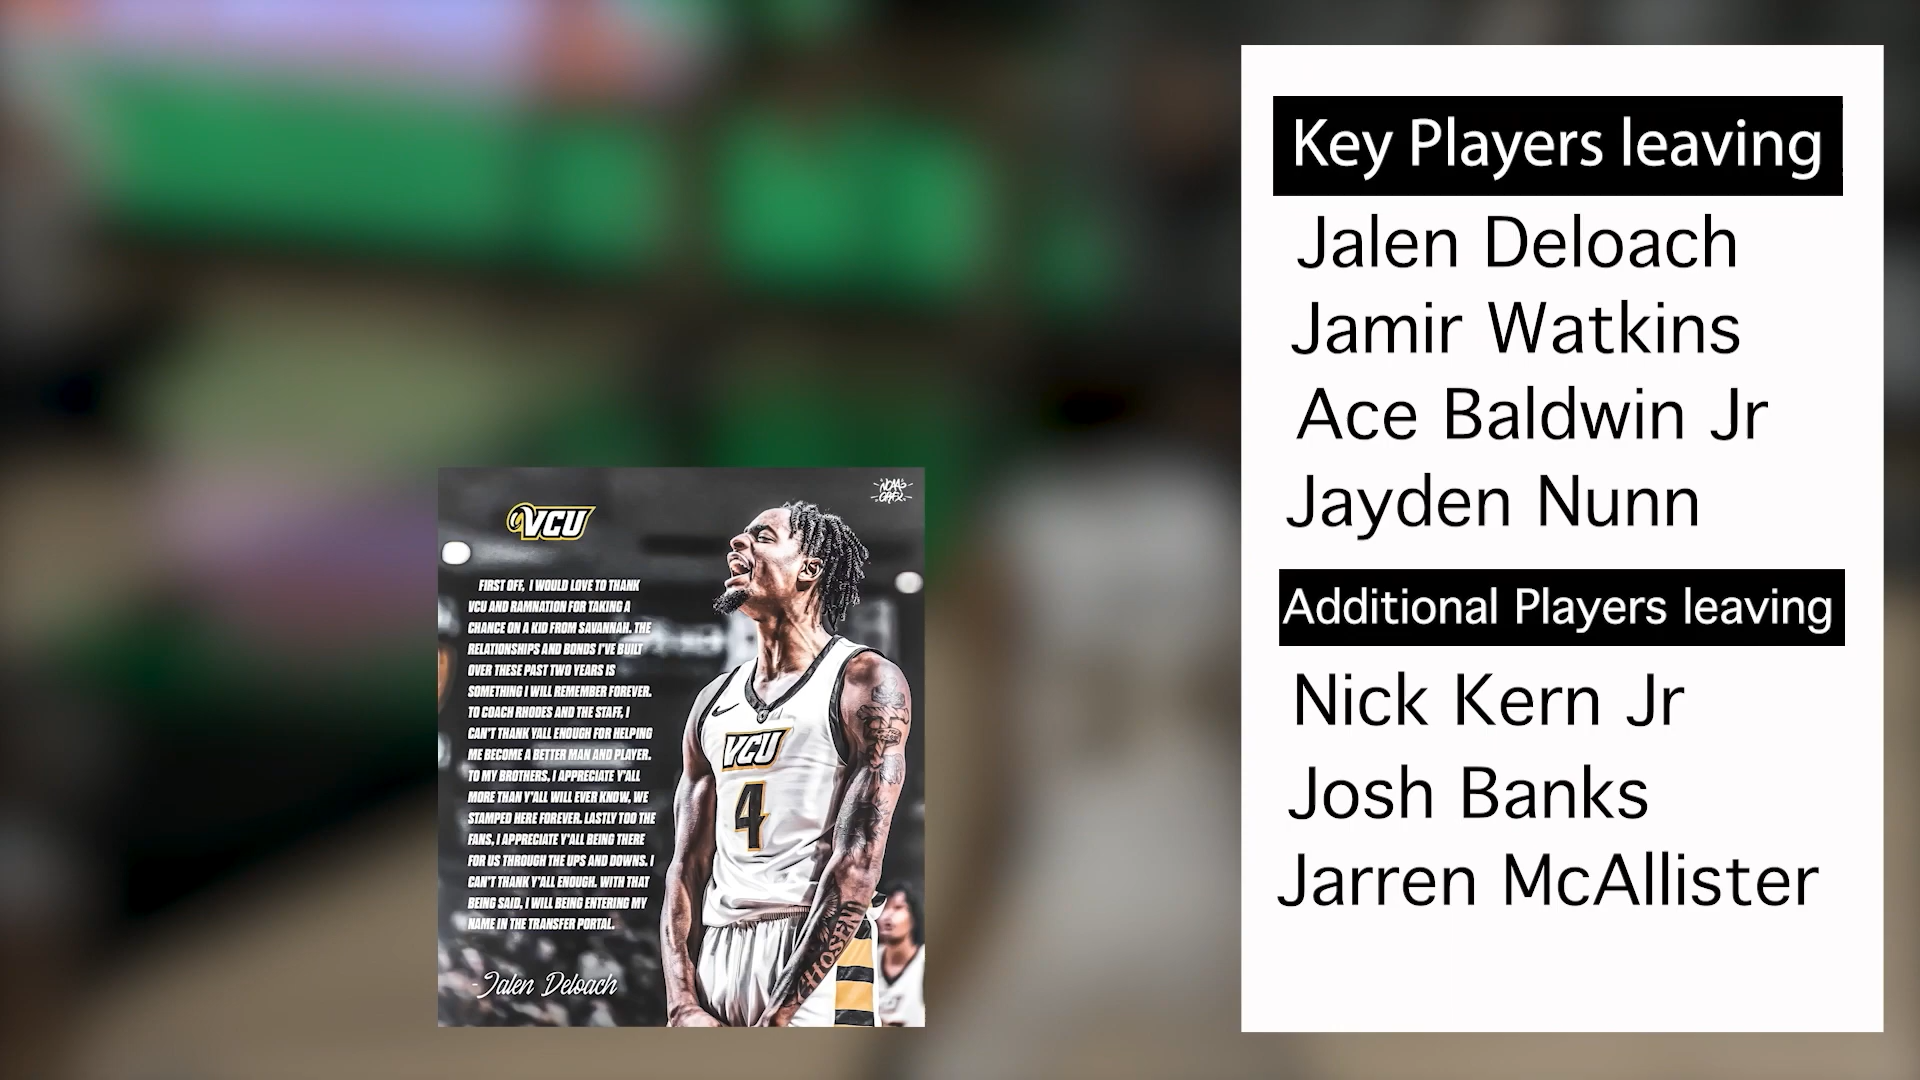 VCU
FIRST OFF, I WOULD LOVE TO THANK
VCU AND RAMNATION FOR TAKING A
CHANCE ON A KID FROM SAVANNAH. THE
RELATIONSHIPS AND BONDS I'VE BUILT
OVER THESE PAST TWO YEARS IS
SOMETHING I WILL REMEMBER FOREVER.
TO COACH RHODES AND THE STAFF, I
CAN'T THANK YALL ENOUGH FOR HELPING
ME BECOME A BETTER MAN AND PLAYER.
TO MY BROTHERS, I APPRECIATE Y'ALL
MORE THAN Y'ALL WILL EVER KNOW, WE
STAMPED HERE FOREVER. LASTLY TOO THE
FANS, I APPRECIATE Y'ALL BEING THERE
FOR US THROUGH THE UPS AND DOWNS. I
CAN'T THANK Y'ALL ENOUGH. WITH THAT
BEING SAID, I WILL BEING ENTERING MY
NAME IN THE TRANSFER PORTAL.
-Jalen Deloach
VCU
4
CHOSEN
Key Players leaving
Jalen Deloach
Jamir Watkins
Ace Baldwin Jr
Jayden Nunn
Additional Players leaving
Nick Kern Jr
Josh Banks
Jarren McAllister